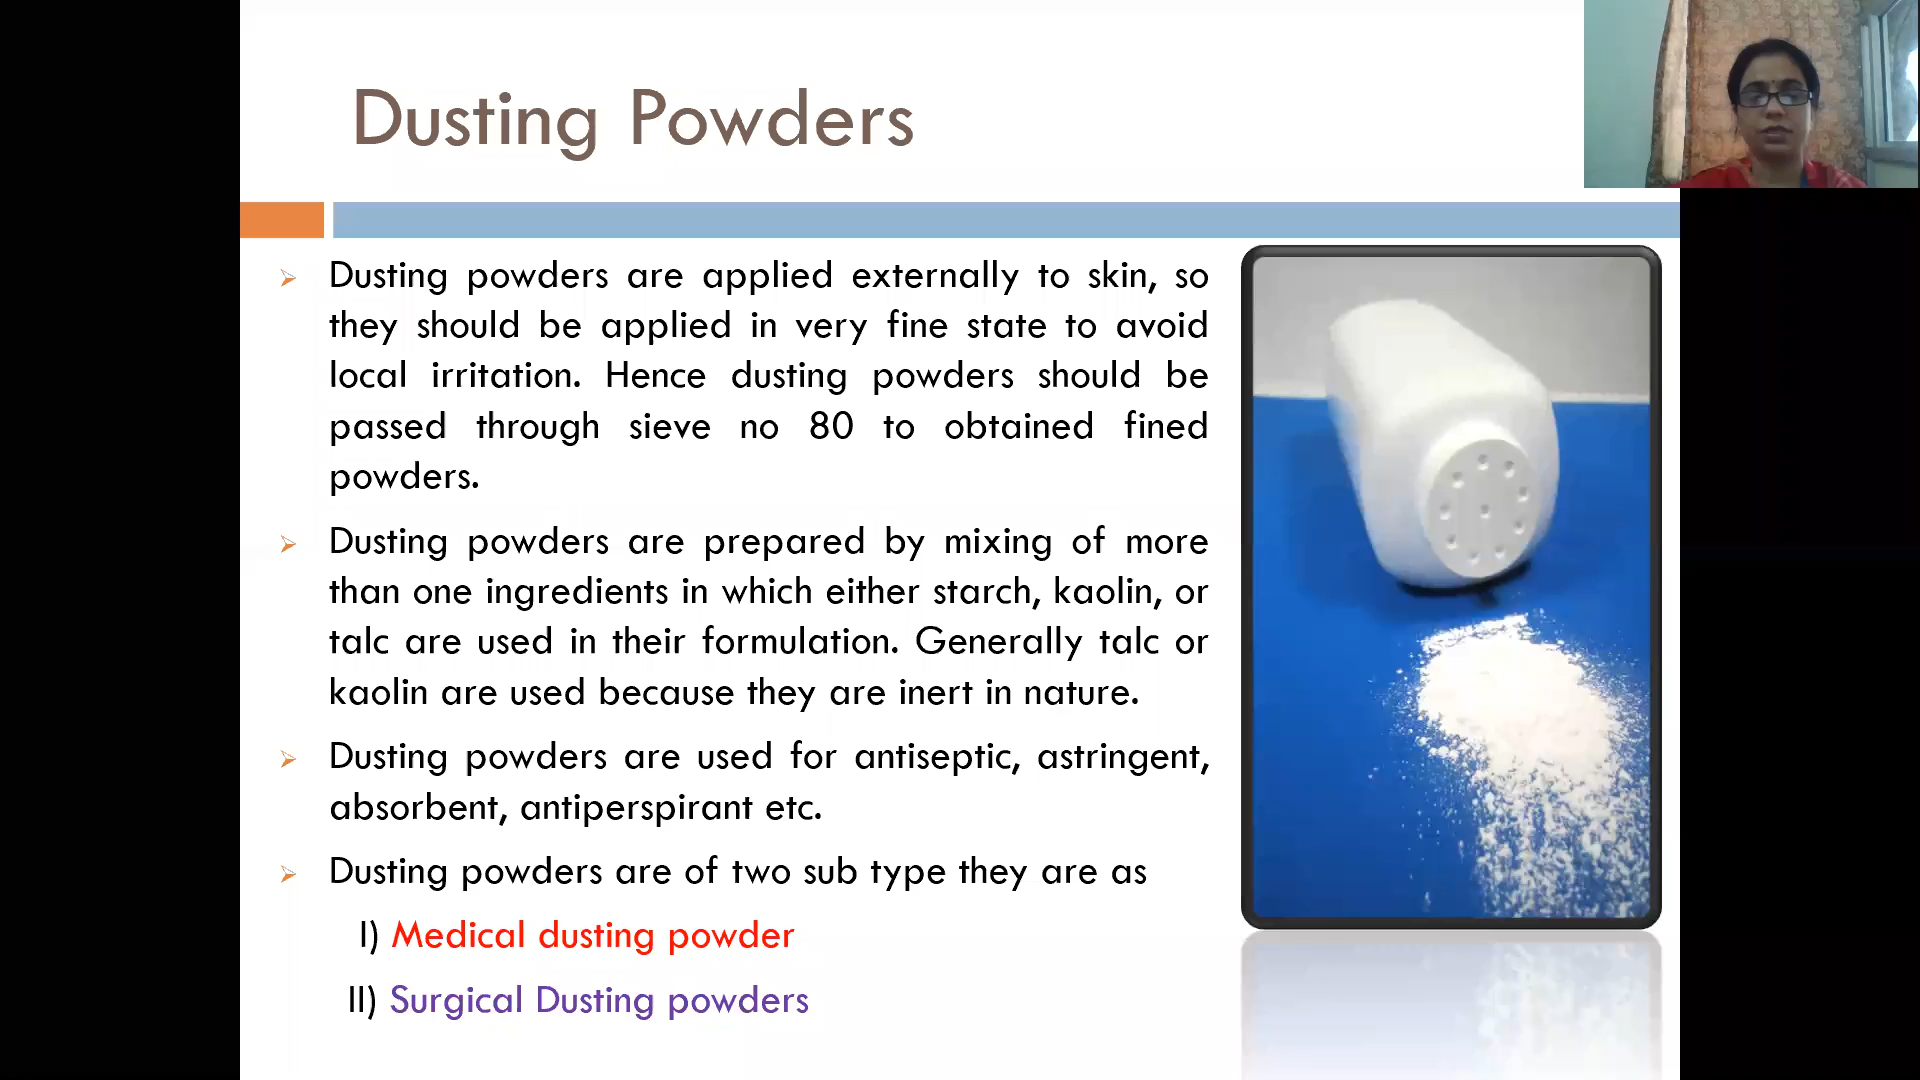 Dusting Powders
Dusting powders are applied externally to skin, so
they should be applied in very fine state to avoid
local irritation. Hence dusting powders should be
passed through sieve no 80 to obtained fined
powders.
Dusting powders are prepared by mixing of more
than one ingredients in which either starch, kaolin, or
talc are used in their formulation. Generally talc or
kaolin are used because they are inert in nature.
Dusting powders are used for antiseptic, astringent,
absorbent, antiperspirant etc.
Dusting powders are of two sub type they are as
I) Medical dusting powder
II) Surgical Dusting powders